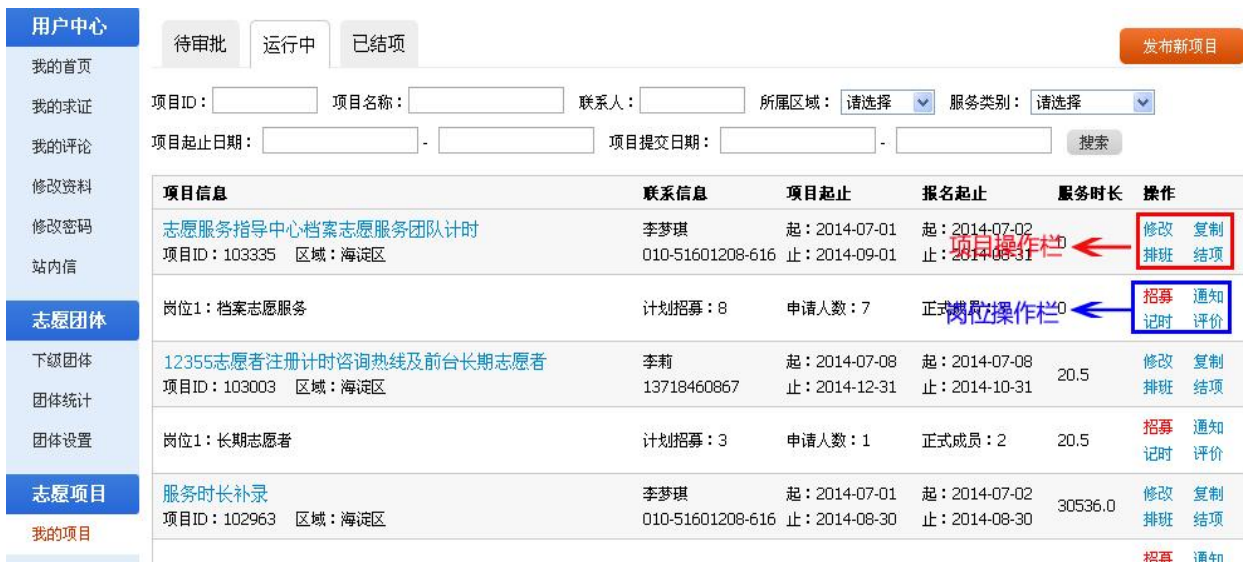 用户中心
我的首页
我的求证
我的评论
修改资料
修改密码
站内信
志愿团体
下级团体
团体统计
团体设置
志愿项目
我的项目
待审批 运行中 已结项 发布新项目
项目ID： 项目名称： 联系人： 所属区域： 请选择 服务类别： 请选择
项目起止日期： - 项目提交日期： - 搜索
项目信息 联系信息 项目起止 报名起止 服务时长 操作
志愿服务指导中心档案志愿服务团队计时 李梦琪 起：2014-07-01 起：2014-07-02 修改 复制
项目ID：103335 区域：海淀区 010-51601208-616 止：2014-09-01 止：2014-08-31 0 排班 结项
项目操作栏
岗位1：档案志愿服务 计划招募：8 申请人数：7 正式成员： 0 招募 通知
记时 评价
岗位操作栏
12355志愿者注册计时咨询热线及前台长期志愿者 李莉 起：2014-07-08 起：2014-07-08 20.5 修改 复制
项目ID：103003 区域：海淀区 13718460867 止：2014-12-31 止：2014-10-31 排班 结项
岗位1：长期志愿者 计划招募：3 申请人数：1 正式成员：2 20.5 招募 通知
记时 评价
服务时长补录 李梦琪 起：2014-07-01 起：2014-07-02 30536.0 修改 复制
项目ID：102963 区域：海淀区 010-51601208-616 止：2014-08-30 止：2014-08-30 排班 结项
招募 通知